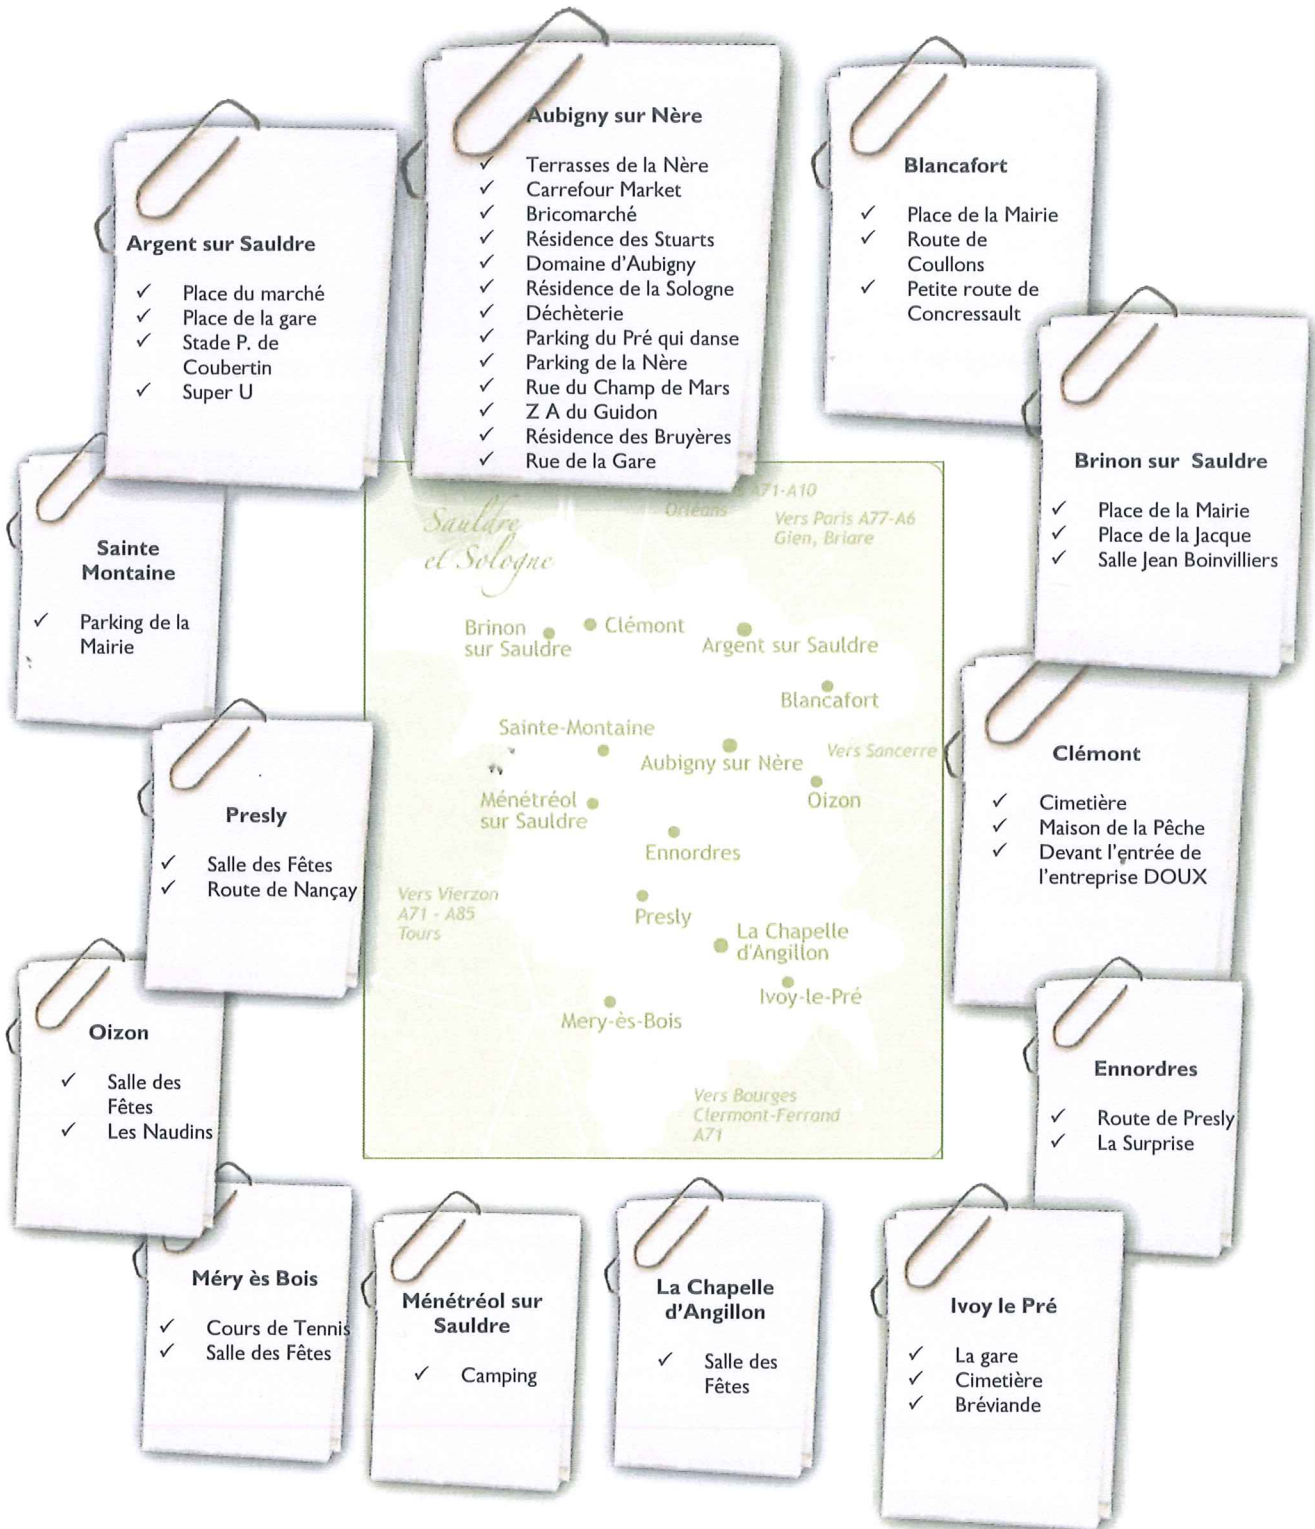 Aubigny sur Nère
✓ Terrasses de la Nère
✓ Carrefour Market
✓ Bricomarché
✓ Résidence des Stuarts
✓ Domaine d'Aubigny
✓ Résidence de la Sologne
✓ Déchèterie
✓ Parking du Pré qui danse
✓ Parking de la Nère
✓ Rue du Champ de Mars
✓ Z A du Guidon
✓ Résidence des Bruyères
✓ Rue de la Gare
Argent sur Sauldre
✓ Place du marché
✓ Place de la gare
✓ Stade P. de
Coubertin
✓ Super U
Blancafort
✓ Place de la Mairie
✓ Route de
Coullons
✓ Petite route de
Concressault
Brinon sur Sauldre
✓ Place de la Mairie
✓ Place de la Jacque
✓ Salle Jean Boinvilliers
Sainte
Montaine
✓ Parking de la
Mairie
Sauldre
et Sologne
A71-A10
Orléans
Vers Paris A77-A6
Gien, Briare
Brinon
sur Sauldre
Clémont
Argent sur Sauldre
Blancafort
Sainte-Montaine
Aubigny sur Nère
Vers Sancerre
Oizon
Ménétréol
sur Sauldre
Ennordres
Vers Vierzon
A71 - A85
Tours
Presly
La Chapelle
d'Angillon
Ivoy-le-Pré
Mery-ès-Bois
Vers Bourges
Clermont-Ferrand
A71
Clémont
✓ Cimetière
✓ Maison de la Pêche
✓ Devant l'entrée de
l'entreprise DOUX
Presly
✓ Salle des Fêtes
✓ Route de Nançay
Oizon
✓ Salle des
Fêtes
✓ Les Naudins
Ennordres
✓ Route de Presly
✓ La Surprise
Méry ès Bois
✓ Cours de Tennis
✓ Salle des Fêtes
Ménétréol sur
Sauldre
✓ Camping
La Chapelle
d'Angillon
✓ Salle des
Fêtes
Ivoy le Pré
✓ La gare
✓ Cimetière
✓ Bréviande